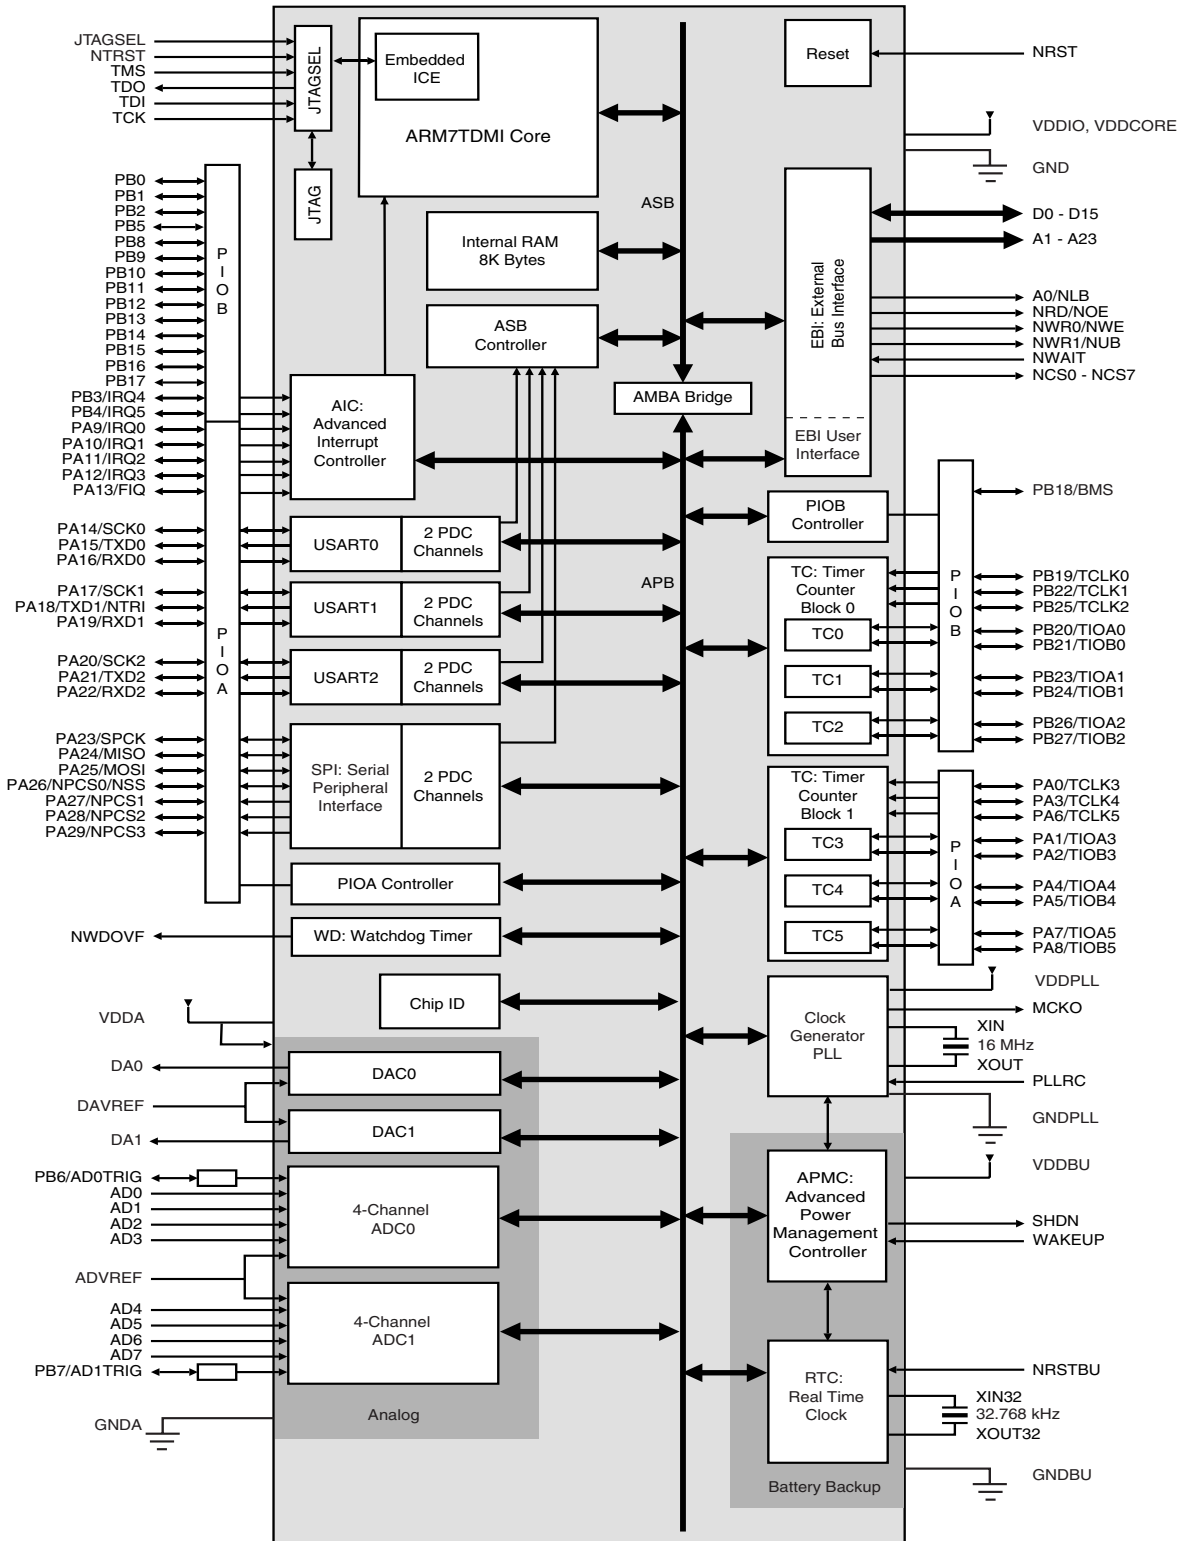 JTAGSEL
NTRST
TMS
TDO
TDI
TCK
JTAGSEL
Embedded
ICE
ARM7TDMI Core
JTAG
Reset
NRST
VDDIO, VDDCORE
GND
PB0
PB1
PB2
PB5
PB8
PB9
PB10
PB11
PB12
PB13
PB14
PB15
PB16
PB17
PB3/IRQ4
PB4/IRQ5
PA9/IRQ0
PA10/IRQ1
PA11/IRQ2
PA12/IRQ3
PA13/FIQ
PA14/SCK0
PA15/TXD0
PA16/RXD0
PA17/SCK1
PA18/TXD1/NTRI
PA19/RXD1
PA20/SCK2
PA21/TXD2
PA22/RXD2
PA23/SPCK
PA24/MISO
PA25/MOSI
PA26/NPCS0/NSS
PA27/NPCS1
PA28/NPCS2
PA29/NPCS3
NWDOVF
VDDA
DA0
DAVREF
DA1
PB6/AD0TRIG
AD0
AD1
AD2
AD3
ADVREF
AD4
AD5
AD6
AD7
PB7/AD1TRIG
GNDA
PIOB
PIOA
ASB
Internal RAM
8K Bytes
ASB
Controller
AMBA Bridge
AIC:
Advanced
Interrupt
Controller
USART0
2 PDC
Channels
APB
USART1
2 PDC
Channels
USART2
2 PDC
Channels
SPI: Serial
Peripheral
Interface
2 PDC
Channels
PIOA Controller
WD: Watchdog Timer
Chip ID
DAC0
DAC1
4-Channel
ADC0
4-Channel
ADC1
Analog
EBI: External
Bus Interface
EBI User
Interface
D0 - D15
A1 - A23
A0/NLB
NRD/NOE
NWR0/NWE
NWR1/NUB
NWAIT
NCS0 - NCS7
PIOB
Controller
PIOB
PB18/BMS
TC: Timer
Counter
Block 0
TC0
TC1
TC2
PB19/TCLK0
PB22/TCLK1
PB25/TCLK2
PB20/TIOA0
PB21/TIOB0
PB23/TIOA1
PB24/TIOB1
PB26/TIOA2
PB27/TIOB2
TC: Timer
Counter
Block 1
TC3
TC4
TC5
PIOA
PA0/TCLK3
PA3/TCLK4
PA6/TCLK5
PA1/TIOA3
PA2/TIOB3
PA4/TIOA4
PA5/TIOB4
PA7/TIOA5
PA8/TIOB5
Clock
Generator
PLL
VDDPLL
MCKO
XIN
16 MHz
XOUT
PLLRC
GNDPLL
APMC:
Advanced
Power
Management
Controller
VDDBU
SHDN
WAKEUP
RTC:
Real Time
Clock
NRSTBU
XIN32
32.768 kHz
XOUT32
GNDBU
Battery Backup